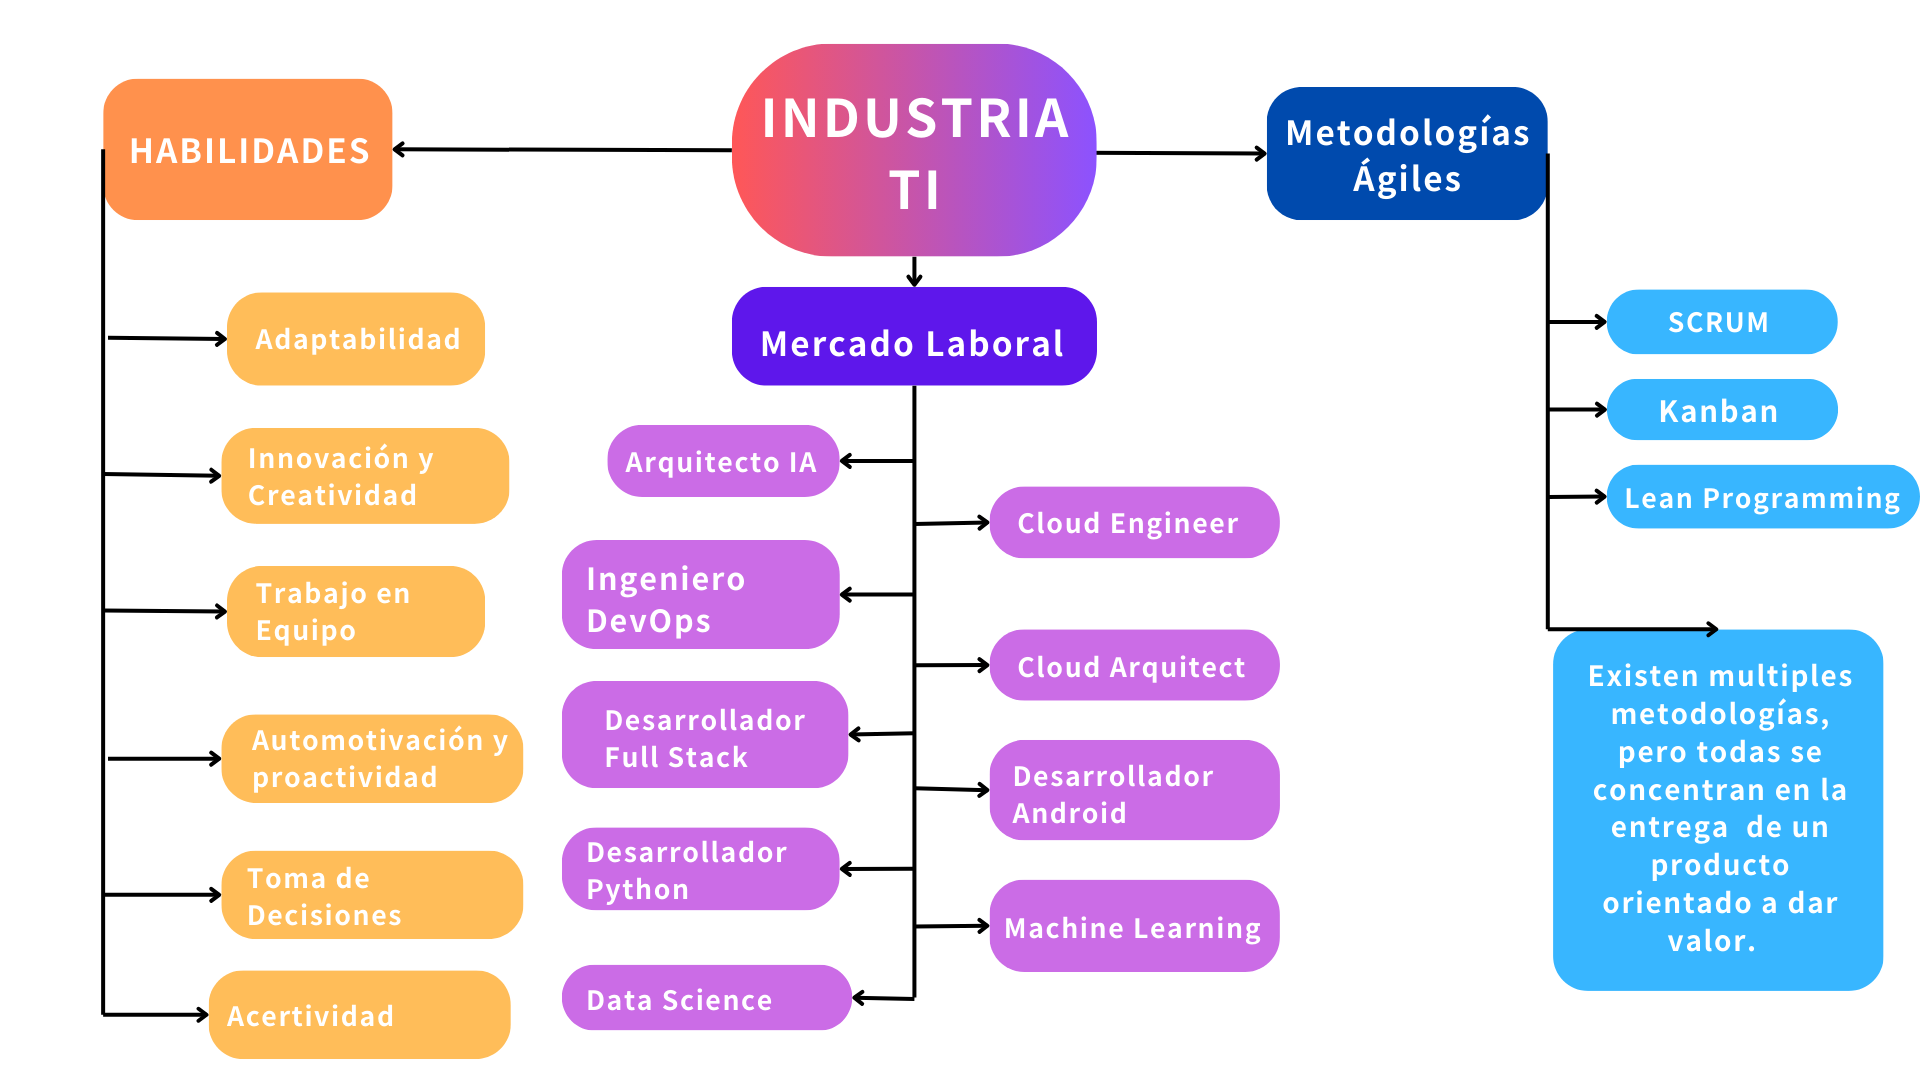 INDUSTRIA
TI
HABILIDADES
Adaptabilidad
Innovación y
Creatividad
Trabajo en
Equipo
Automotivación y
proactividad
Toma de
Decisiones
Acertividad
Mercado Laboral
Arquitecto IA
Cloud Engineer
Ingeniero
DevOps
Cloud Arquitect
Desarrollador
Full Stack
Desarrollador
Android
Desarrollador
Python
Machine Learning
Data Science
Metodologías
Ágiles
SCRUM
Kanban
Lean Programming
Existen multiples
metodologías,
pero todas se
concentran en la
entrega  de un
producto
orientado a dar
valor.